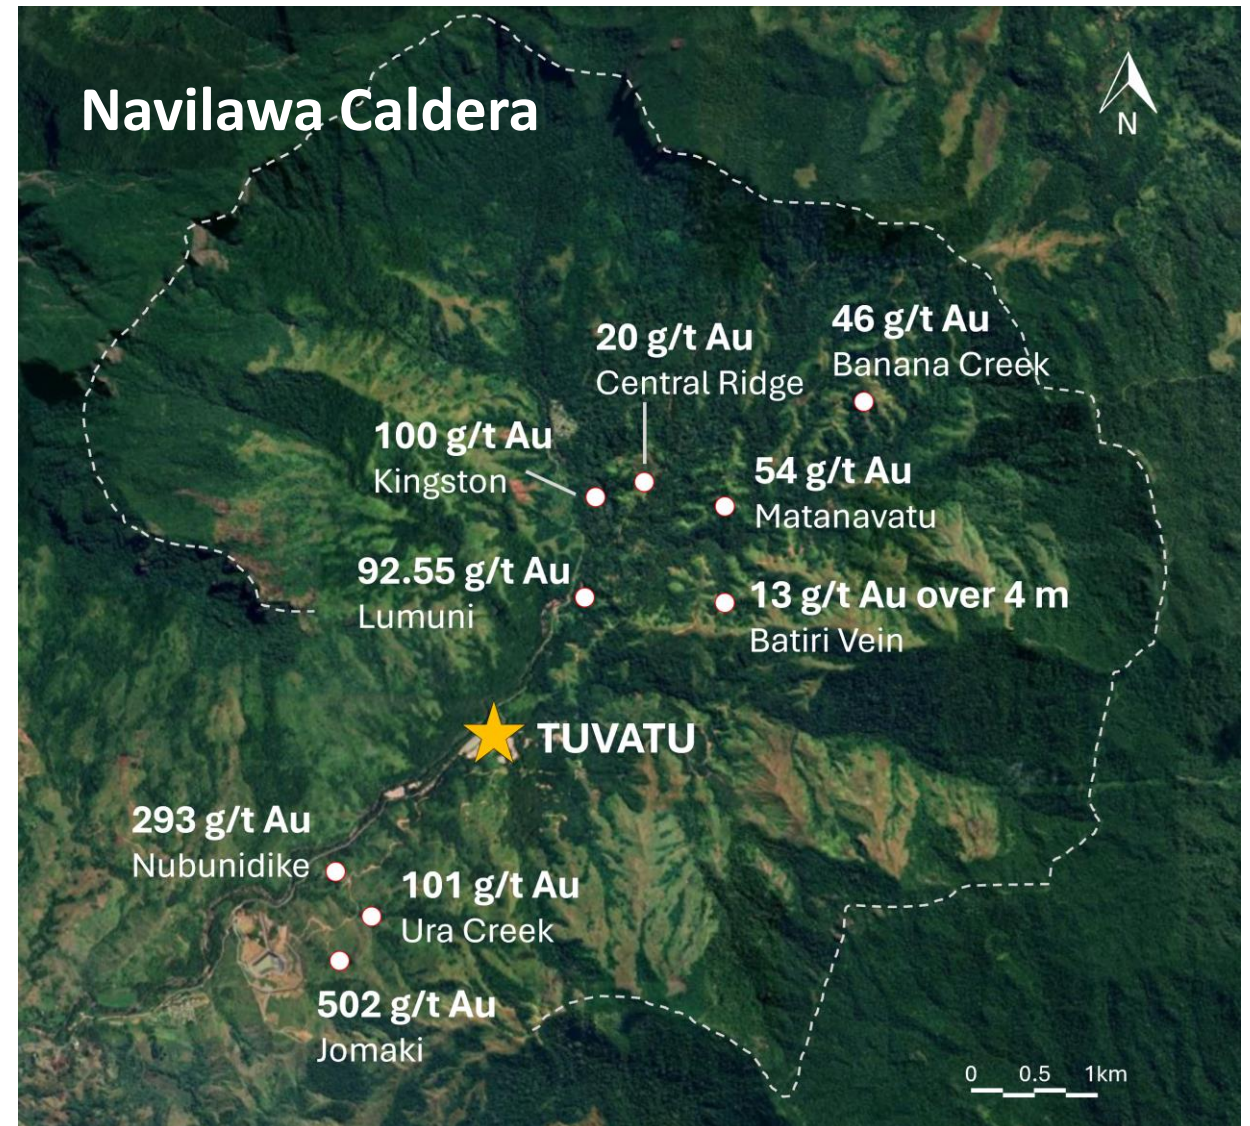 Navilawa Caldera
N
46 g/t Au
Banana Creek
20 g/t Au
Central Ridge
100 g/t Au
Kingston
54 g/t Au
Matanavatu
92.55 g/t Au
Lumuni
13 g/t Au over 4 m
Batiri Vein
TUVATU
293 g/t Au
Nubunidike
101 g/t Au
Ura Creek
502 g/t Au
Jomaki
0 0.5 1km